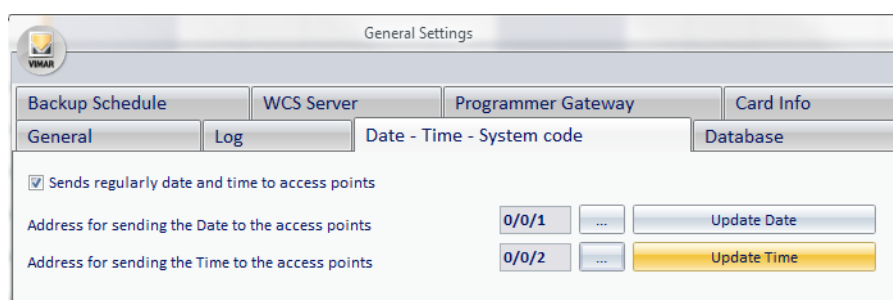 General Settings
VIMAR
Backup Schedule WCS Server Programmer Gateway Card Info
General Log Date - Time - System code Database
Sends regularly date and time to access points
Address for sending the Date to the access points 0/0/1 ... Update Date
Address for sending the Time to the access points 0/0/2 ... Update Time